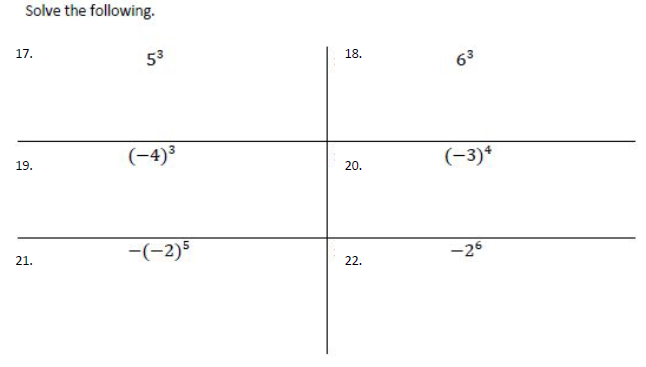 Solve the following.
17. 5³ 18. 6³
19. (−4)³ 20. (−3)⁴
21. −(−2)⁵ 22. −2⁶